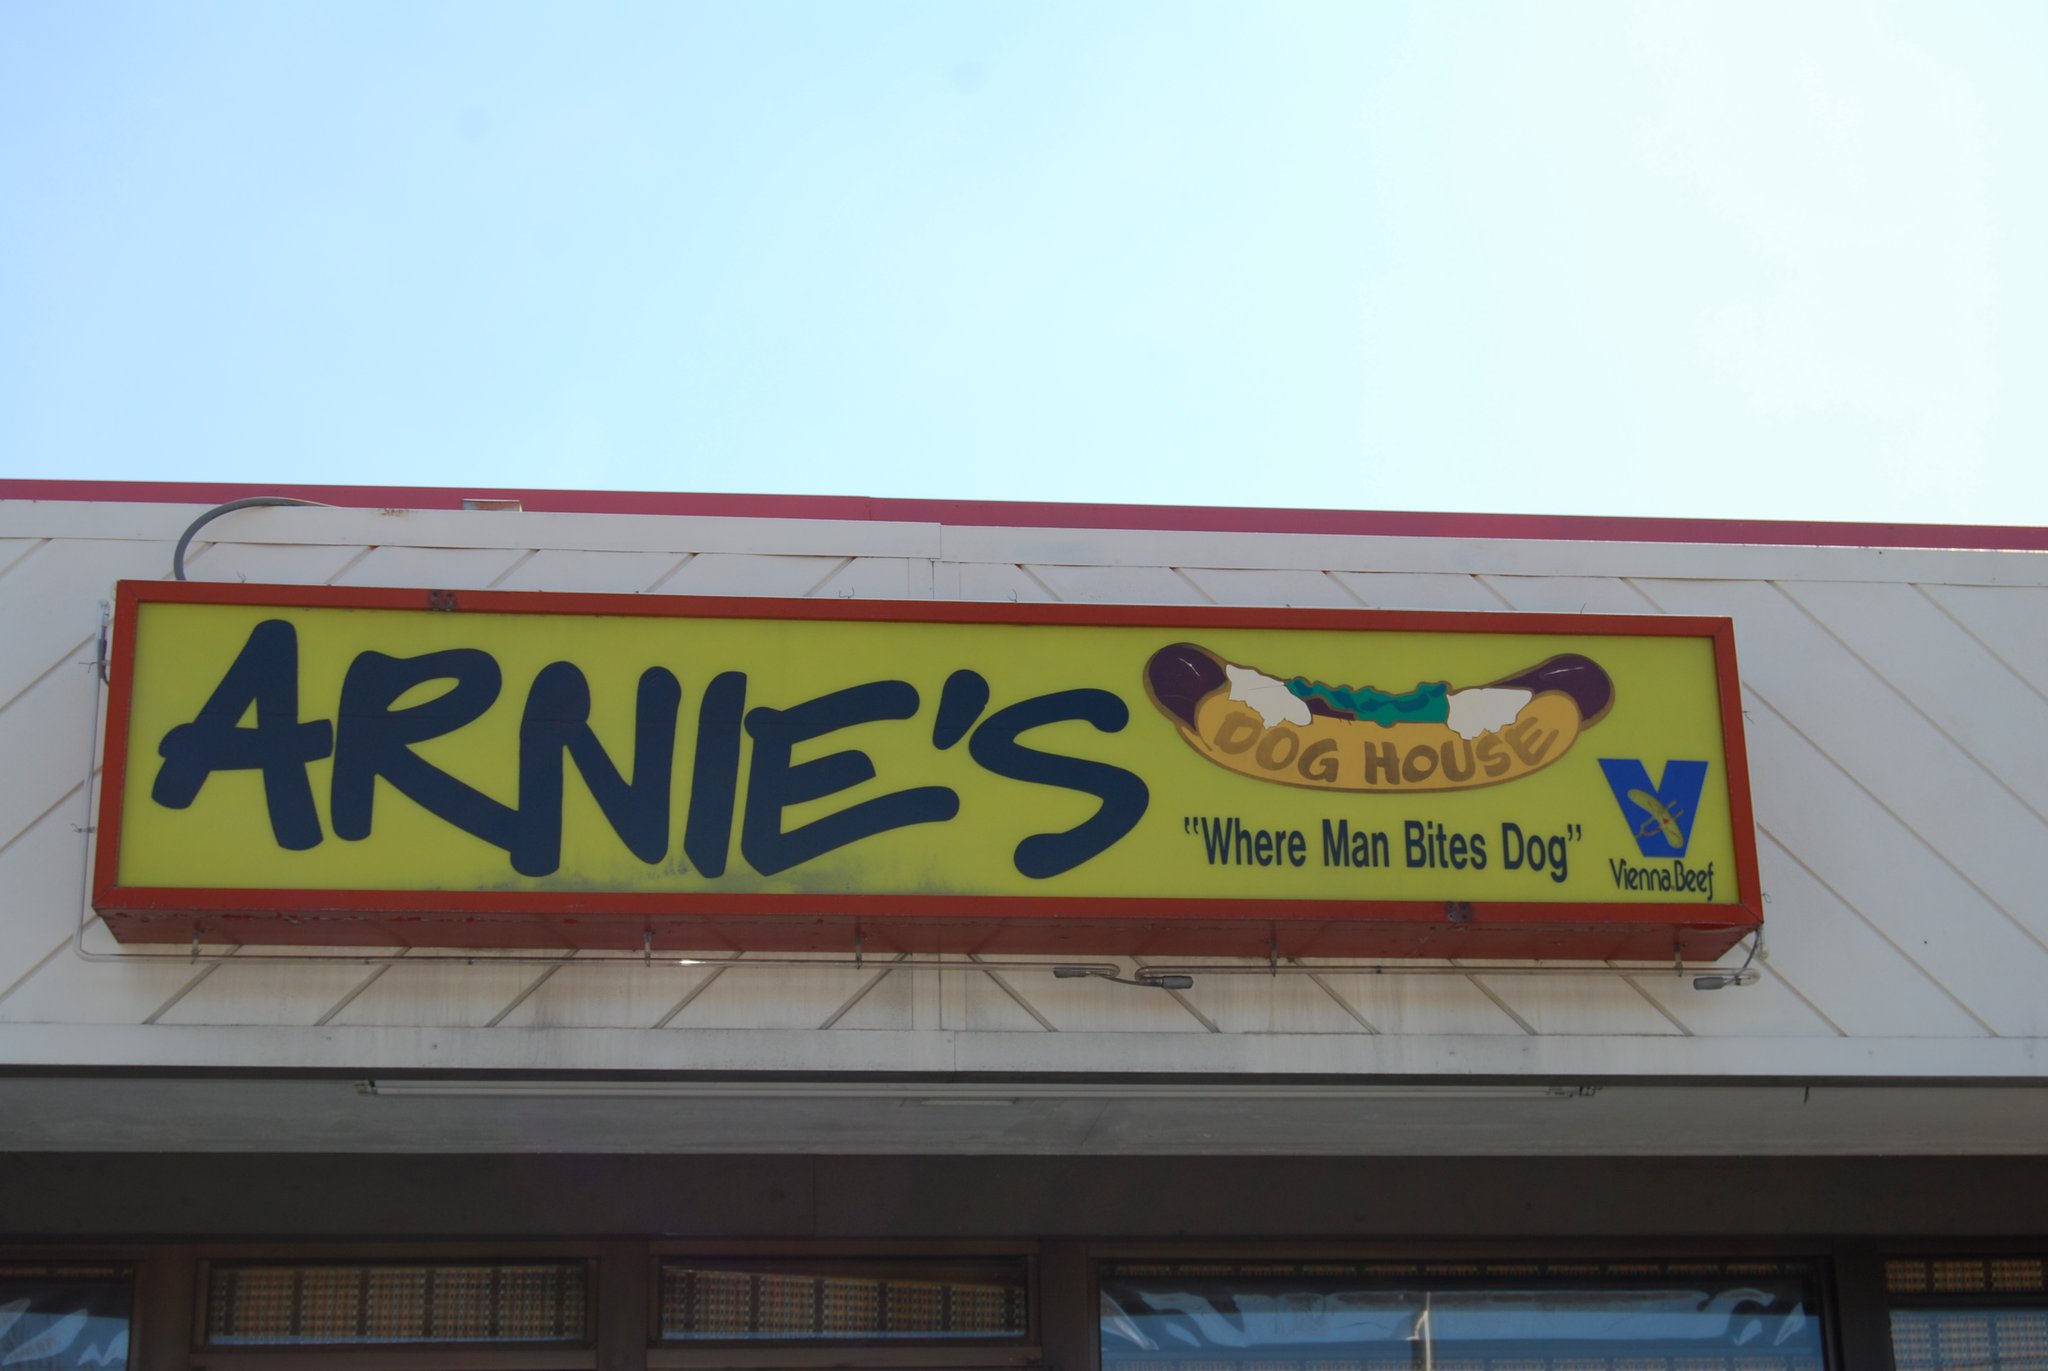 ARNIE'S
DOG HOUSE
"Where Man Bites Dog"
V
Vienna Beef